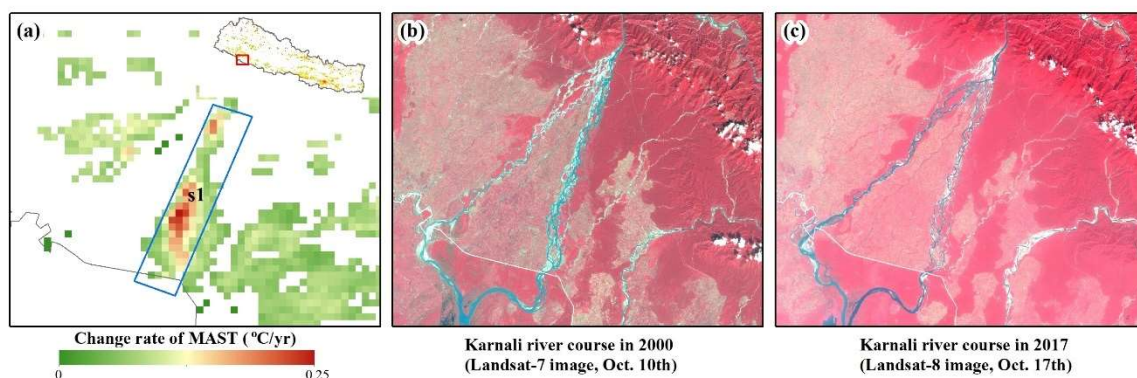 (a)
s1
Change rate of MAST (°C/yr)
0
0.25
(b)
Karnali river course in 2000
(Landsat-7 image, Oct. 10th)
(c)
Karnali river course in 2017
(Landsat-8 image, Oct. 17th)